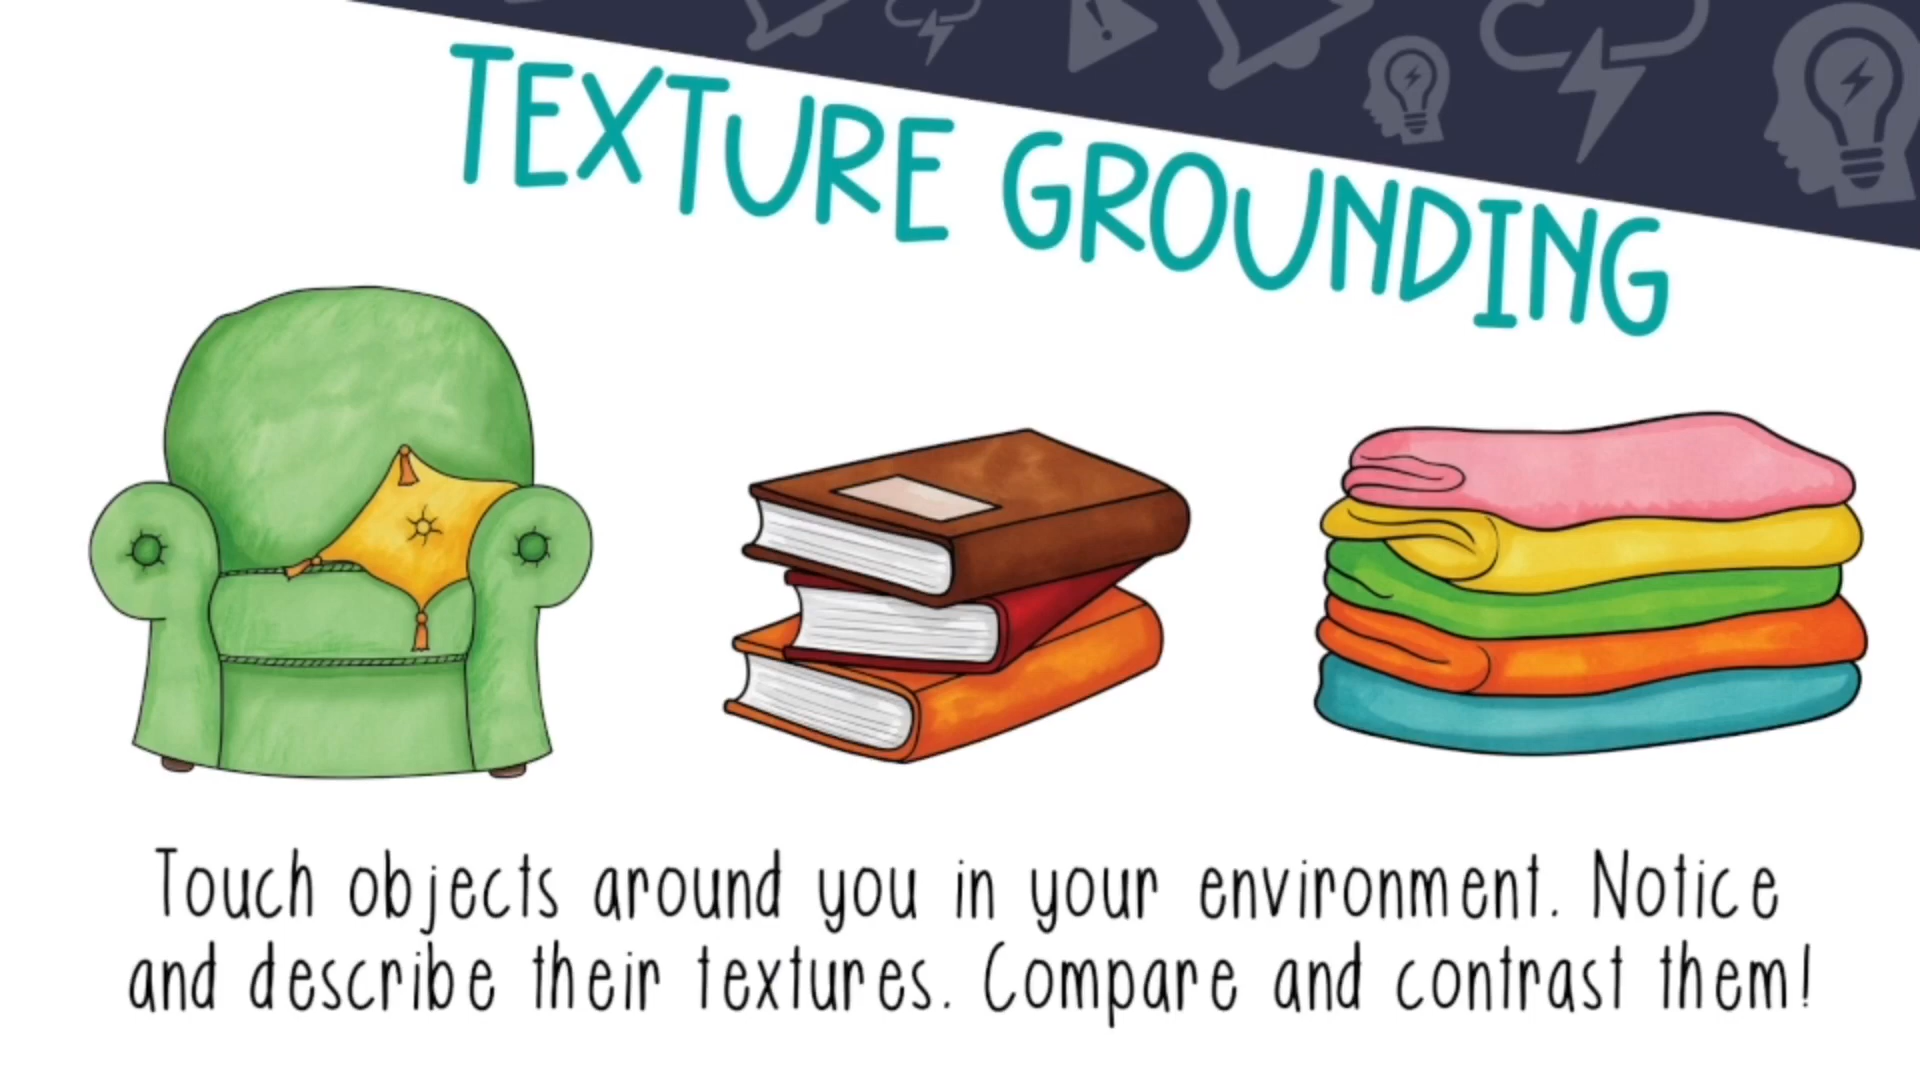 TEXTURE GROUNDING
Touch objects around you in your environment. Notice
and describe their textures. Compare and contrast them!